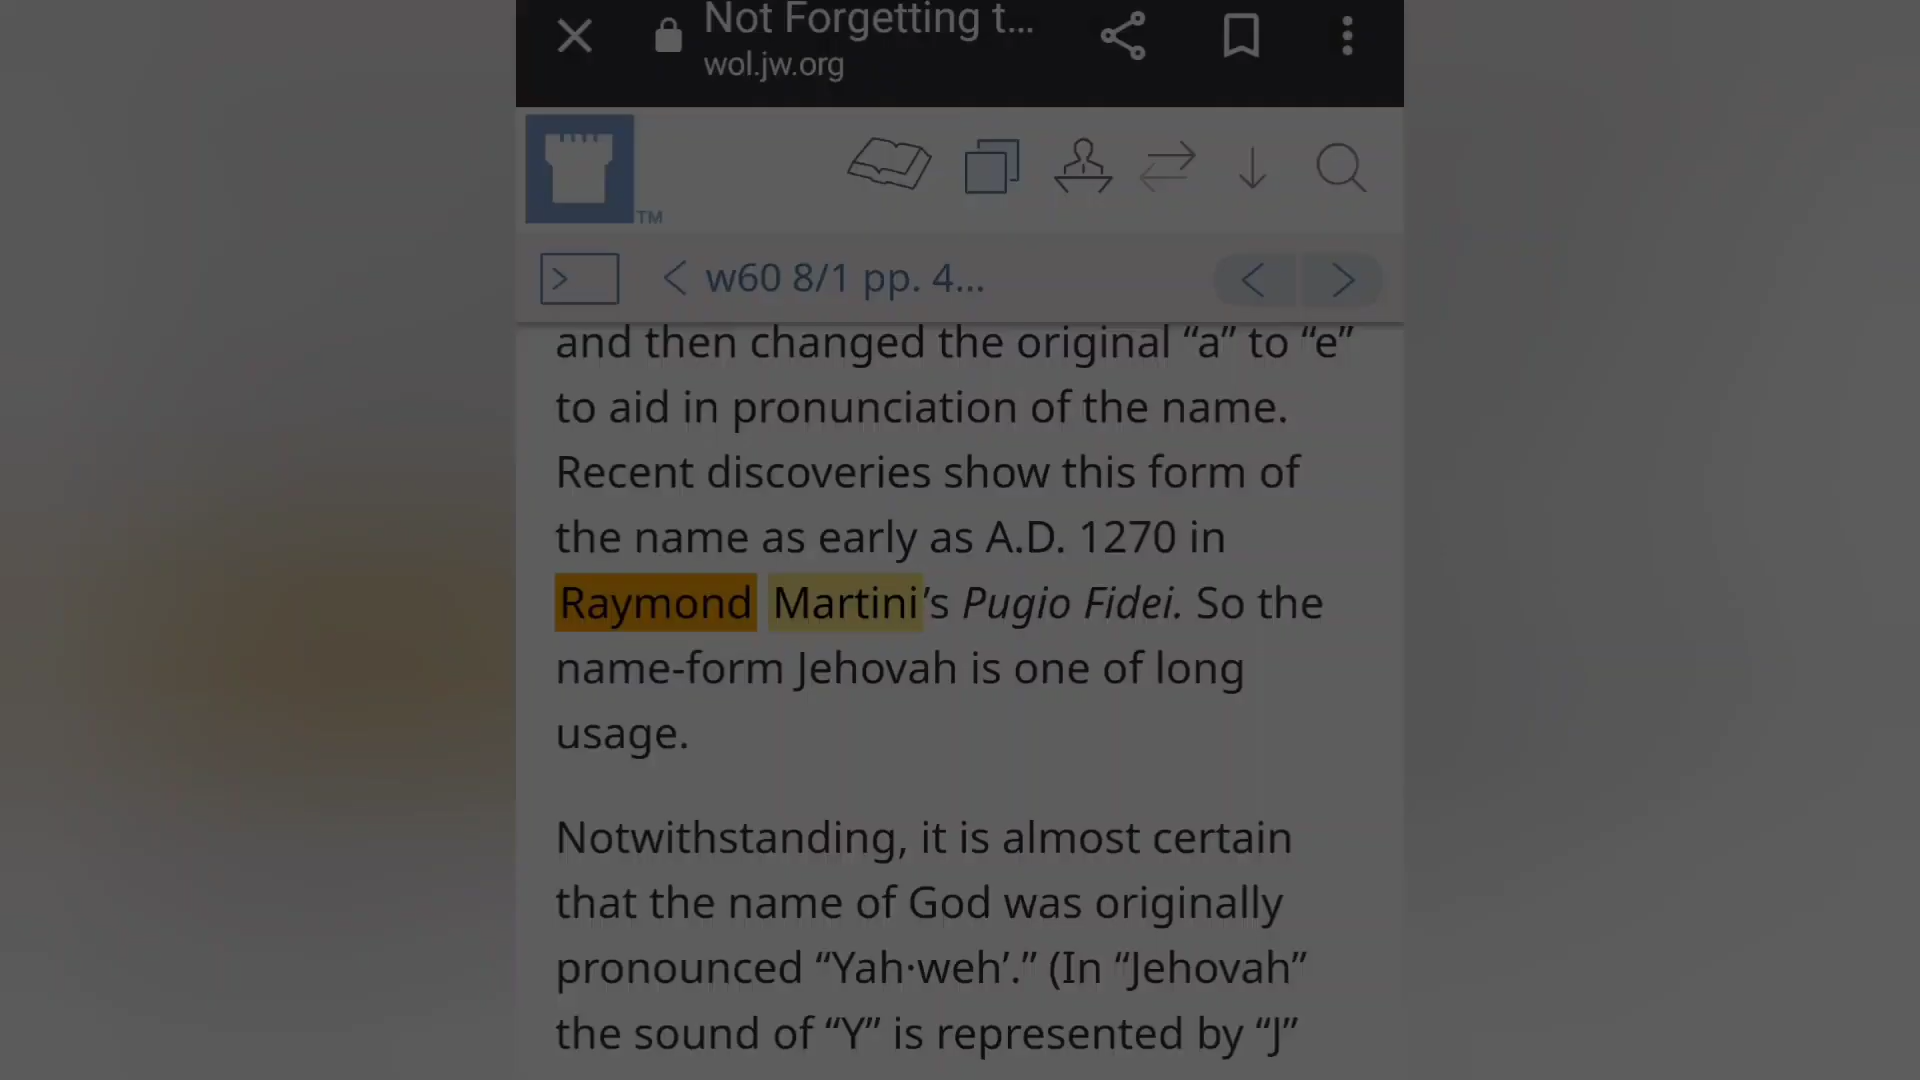 Not Forgetting t...
wol.jw.org
TM
w60 8/1 pp. 4...
and then changed the original “a” to “e”
to aid in pronunciation of the name.
Recent discoveries show this form of
the name as early as A.D. 1270 in
Raymond Martini’s Pugio Fidei. So the
name-form Jehovah is one of long
usage.
Notwithstanding, it is almost certain
that the name of God was originally
pronounced “Yah·weh′.” (In “Jehovah”
the sound of “Y” is represented by “J”